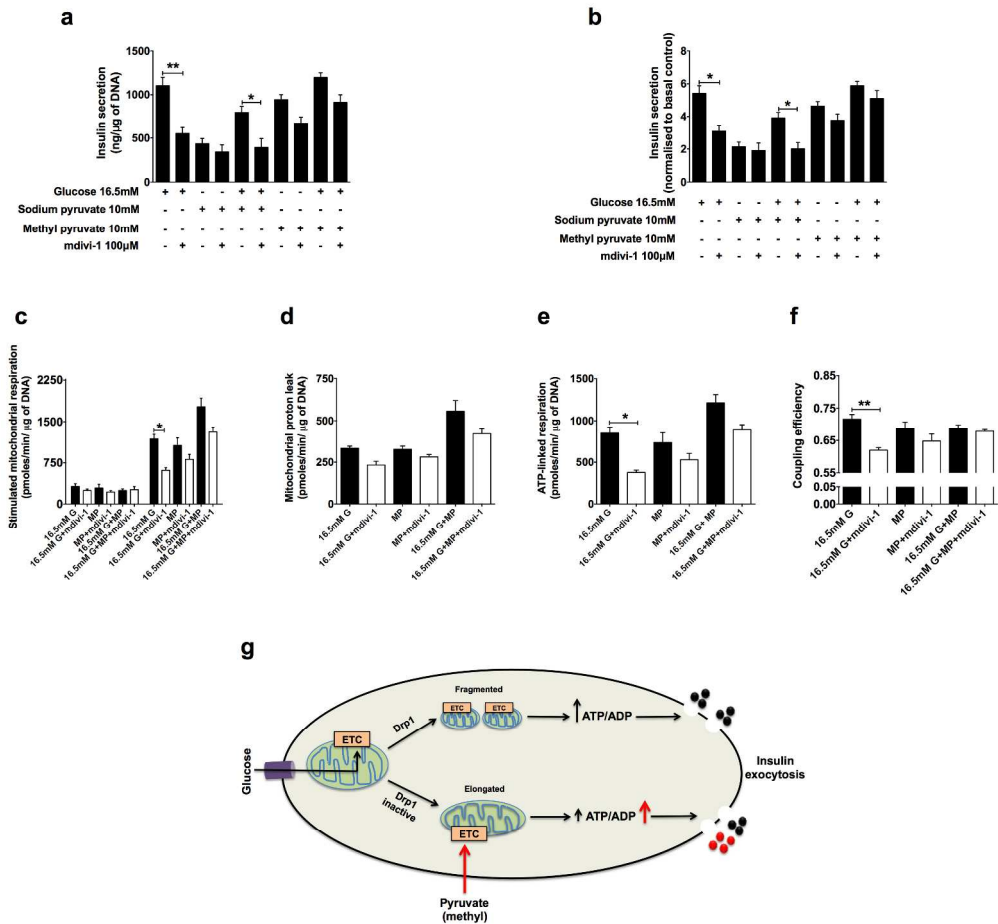 a
Insulin secretion
(ng/μg of DNA)
1500
1000
500
0
**
*
Glucose 16.5mM + + - - + + - - + +
Sodium pyruvate 10mM - - + + + + - - - -
Methyl pyruvate 10mM - - - - - - + + + +
mdivi-1 100μM - + - + - + - + - +
b
Insulin secretion
(normalised to basal control)
8
6
4
2
0
*
*
Glucose 16.5mM + + - - + + - - + +
Sodium pyruvate 10mM - - + + + + - - - -
Methyl pyruvate 10mM - - - - - - + + + +
mdivi-1 100μM - + - + - + - + - +
c
Stimulated mitochondrial respiration
(pmoles/min/ μg of DNA)
2250
1500
750
0
*
16.5mM G
16.5mM G+mdivi-1
MP
MP+mdivi-1
16.5mM G+MP
16.5mM G+MP+mdivi-1
16.5mM G
16.5mM G+mdivi-1
MP
MP+mdivi-1
16.5mM G+MP
16.5mM G+MP+mdivi-1
d
Mitochondrial proton leak
(pmoles/min/ μg of DNA)
750
500
250
0
16.5mM G
16.5mM G+mdivi-1
MP
MP+mdivi-1
16.5mM G+MP
16.5mM G+MP+mdivi-1
e
ATP-linked respiration
(pmoles/min/ μg of DNA)
1500
1000
500
0
*
16.5mM G
16.5mM G+mdivi-1
MP
MP+mdivi-1
16.5mM G+ MP
16.5mM G+MP+mdivi-1
f
Coupling efficiency
0.85
0.75
0.65
0.55
0.05
0.00
**
16.5mM G
16.5mM G+mdivi-1
MP
MP+mdivi-1
16.5mM G+MP
16.5mM G+MP+mdivi-1
g
Glucose
ETC
Drp1
Fragmented
ETC
ETC
ATP/ADP
Drp1
inactive
Elongated
ETC
ATP/ADP
Insulin
exocytosis
Pyruvate
(methyl)